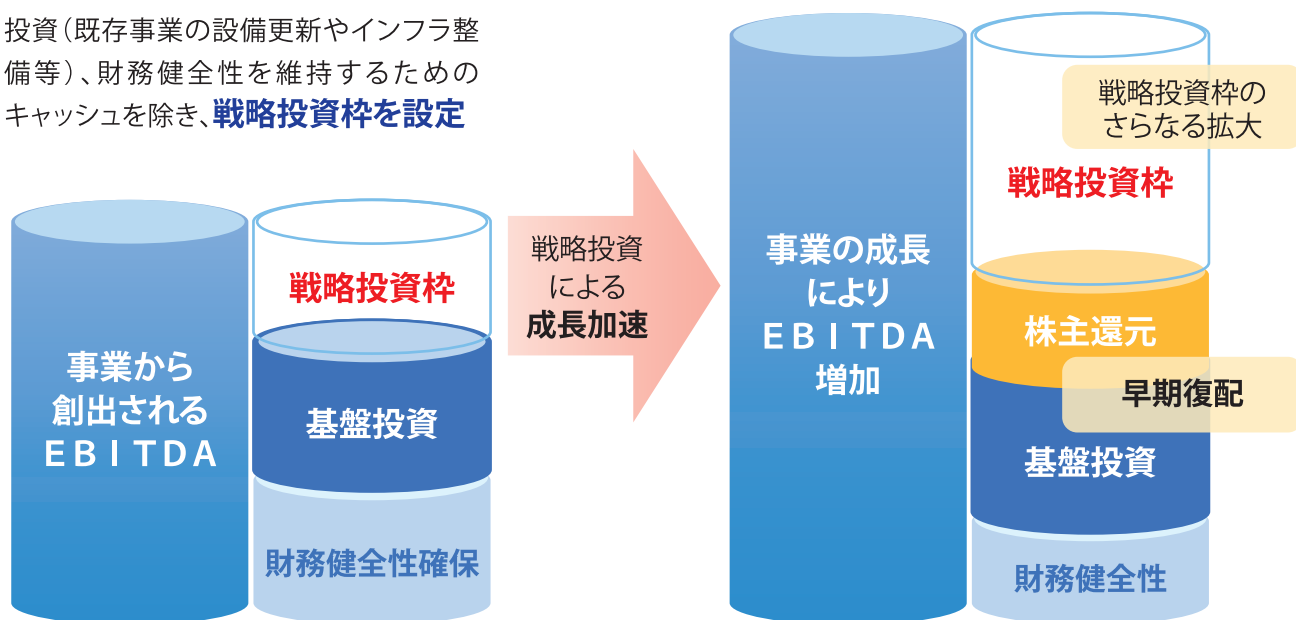 投資(既存事業の設備更新やインフラ整
備等)、財務健全性を維持するための
キャッシュを除き、戦略投資枠を設定
事業から
創出される
EBITDA
戦略投資枠
基盤投資
財務健全性確保
戦略投資
による
成長加速
事業の成長
により
EBITDA
増加
戦略投資枠の
さらなる拡大
戦略投資枠
株主還元
早期復配
基盤投資
財務健全性